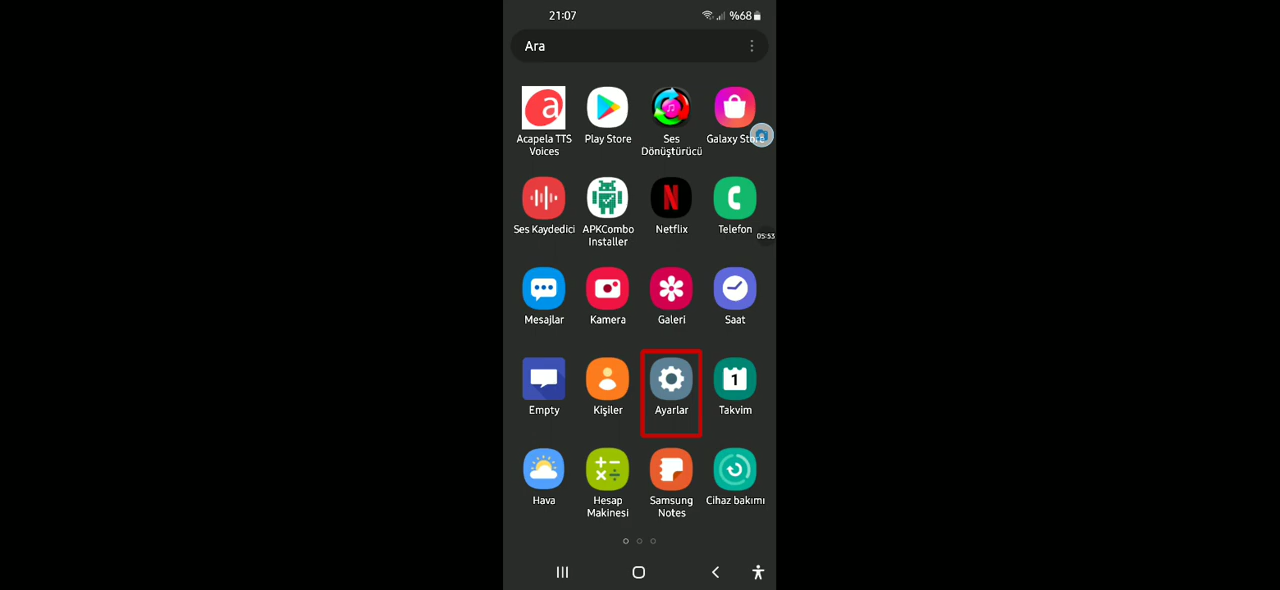 21:07
%68
Ara
Acapela TTS Voices
Play Store
Ses Dönüştürücü
Galaxy Store
Ses Kaydedici
APKCombo Installer
Netflix
Telefon
05:53
Mesajlar
Kamera
Galeri
Saat
Empty
Kişiler
Ayarlar
1
Takvim
Hava
Hesap Makinesi
Samsung Notes
Cihaz bakımı